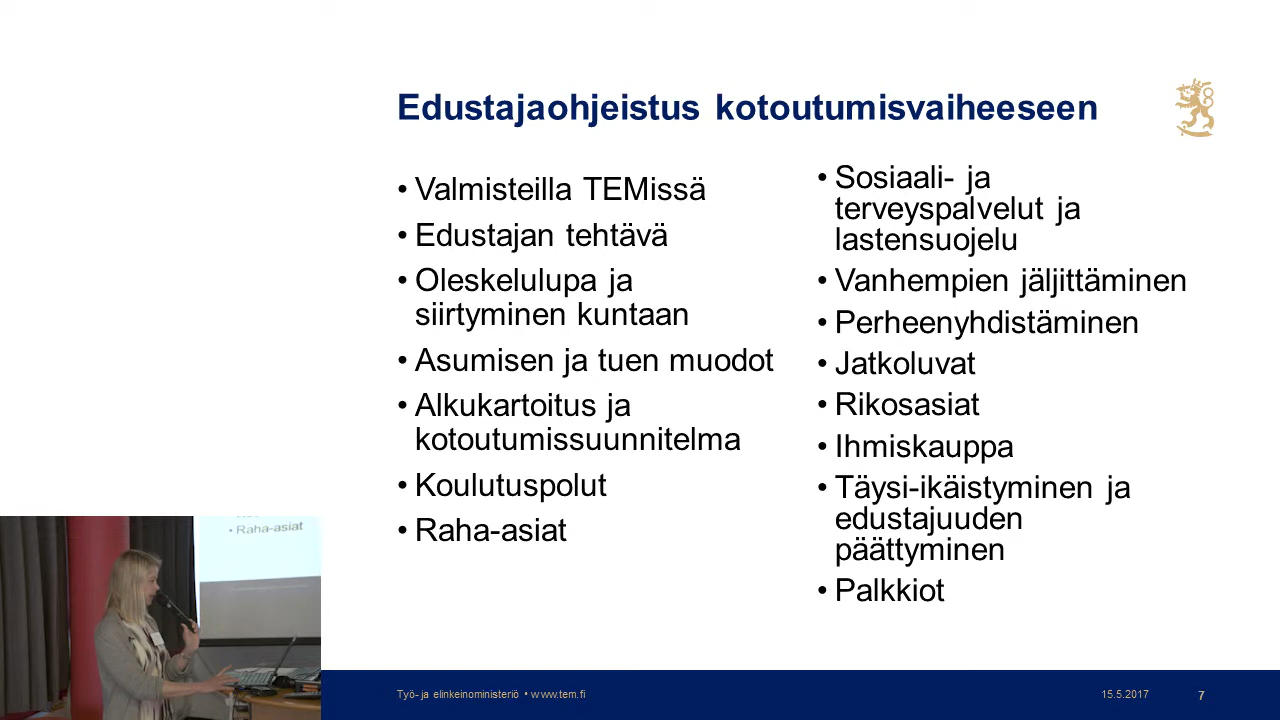 Edustajaohjeistus kotoutumisvaiheeseen
• Valmisteilla TEMissä
• Edustajan tehtävä
• Oleskelulupa ja
siirtyminen kuntaan
• Asumisen ja tuen muodot
• Alkukartoitus ja
kotoutumissuunnitelma
• Koulutuspolut
• Raha-asiat
• Sosiaali- ja
terveyspalvelut ja
lastensuojelu
• Vanhempien jäljittäminen
• Perheenyhdistäminen
• Jatkoluvat
• Rikosasiat
• Ihmiskauppa
• Täysi-ikäistyminen ja
edustajuuden
päättyminen
• Palkkiot
• Raha-asiat
Työ- ja elinkeinoministeriö • www.tem.fi
15.5.2017
7